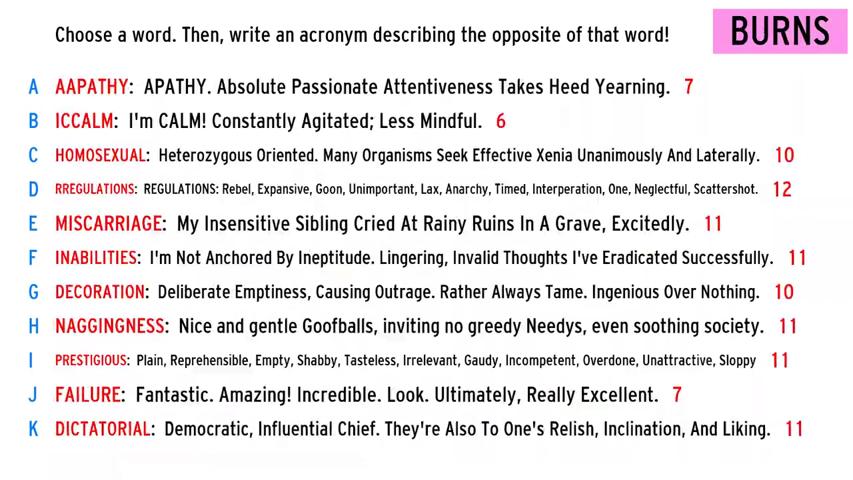 Choose a word. Then, write an acronym describing the opposite of that word!
BURNS
A AAPATHY: APATHY. Absolute Passionate Attentiveness Takes Heed Yearning. 7
B ICCALM: I'm CALM! Constantly Agitated; Less Mindful. 6
C HOMOSEXUAL: Heterozygous Oriented. Many Organisms Seek Effective Xenia Unanimously And Laterally. 10
D RREGULATIONS: REGULATIONS: Rebel, Expansive, Goon, Unimportant, Lax, Anarchy, Timed, Interperation, One, Neglectful, Scattershot. 12
E MISCARRIAGE: My Insensitive Sibling Cried At Rainy Ruins In A Grave, Excitedly. 11
F INABILITIES: I'm Not Anchored By Ineptitude. Lingering, Invalid Thoughts I've Eradicated Successfully. 11
G DECORATION: Deliberate Emptiness, Causing Outrage. Rather Always Tame. Ingenious Over Nothing. 10
H NAGGINGNESS: Nice and gentle Goofballs, inviting no greedy Needys, even soothing society. 11
I PRESTIGIOUS: Plain, Reprehensible, Empty, Shabby, Tasteless, Irrelevant, Gaudy, Incompetent, Overdone, Unattractive, Sloppy 11
J FAILURE: Fantastic. Amazing! Incredible. Look. Ultimately, Really Excellent. 7
K DICTATORIAL: Democratic, Influential Chief. They're Also To One's Relish, Inclination, And Liking. 11